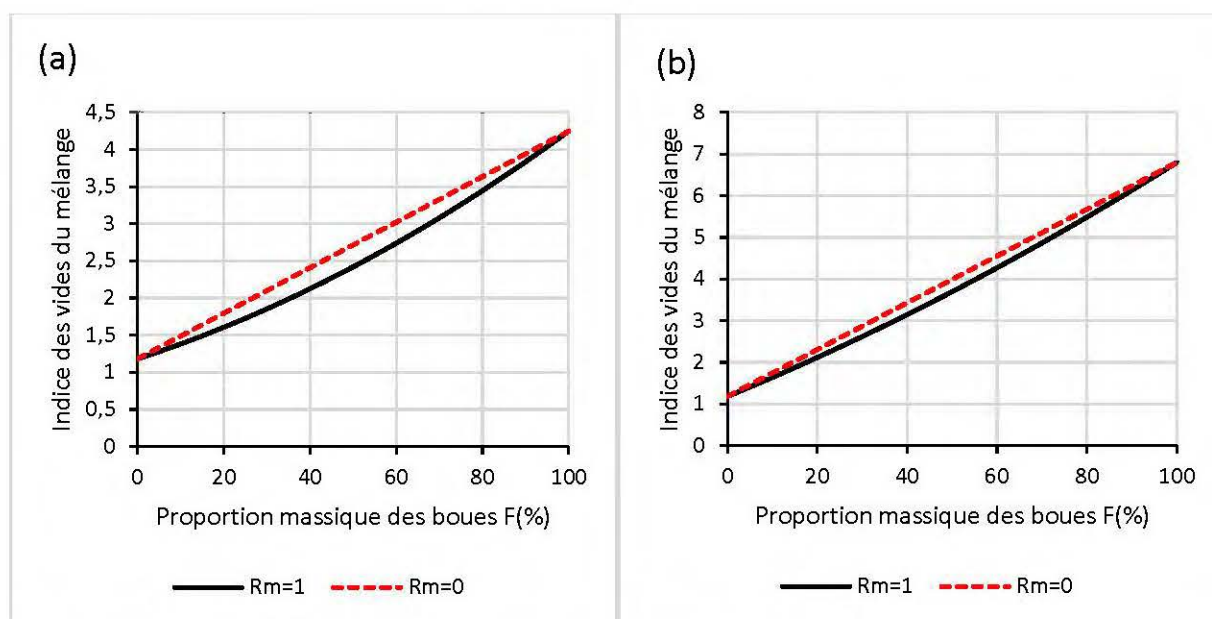 (a)
4,5
4
3,5
3
2,5
2
1,5
1
0,5
0
0 20 40 60 80 100
Indice des vides du mélange
Proportion massique des boues F(%)
Rm=1 Rm=0
(b)
8
7
6
5
4
3
2
1
0
0 20 40 60 80 100
Indice des vides du mélange
Proportion massique des boues F(%)
Rm=1 Rm=0